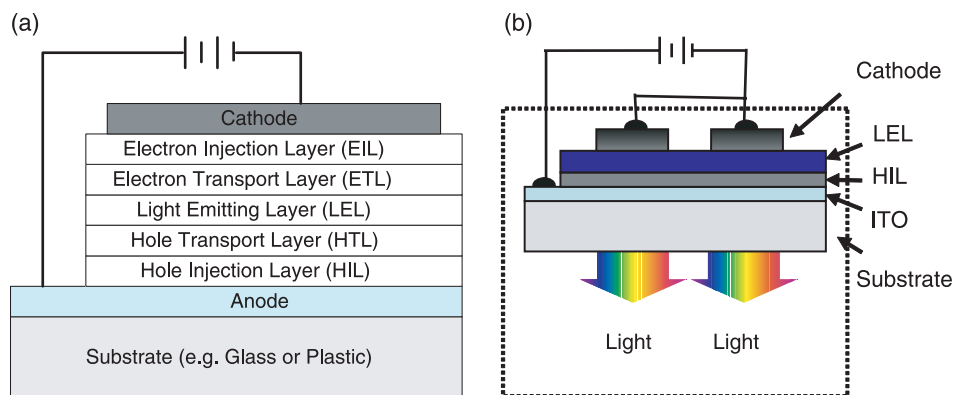 (a)
Cathode
Electron Injection Layer (EIL)
Electron Transport Layer (ETL)
Light Emitting Layer (LEL)
Hole Transport Layer (HTL)
Hole Injection Layer (HIL)
Anode
Substrate (e.g. Glass or Plastic)
(b)
Cathode
LEL
HIL
ITO
Substrate
Light
Light